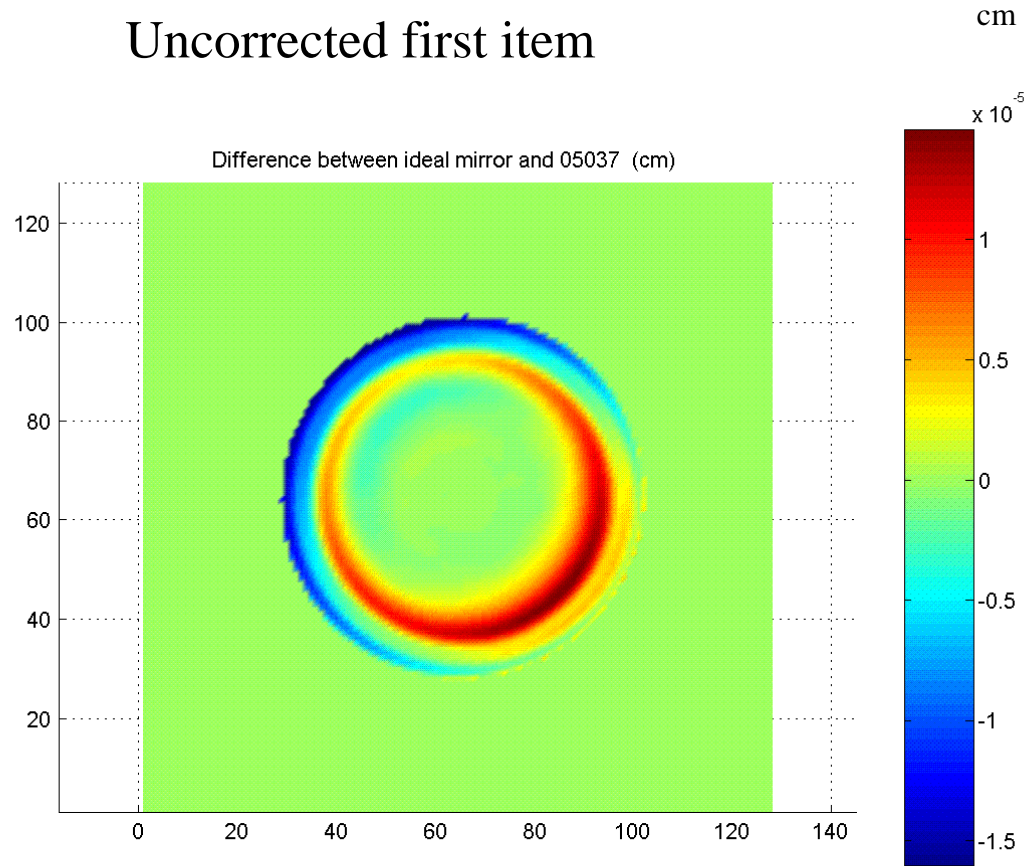 Uncorrected first item
cm
x 10^-5
Difference between ideal mirror and 05037 (cm)
120
100
80
60
40
20
0 20 40 60 80 100 120 140
1
0.5
0
-0.5
-1
-1.5